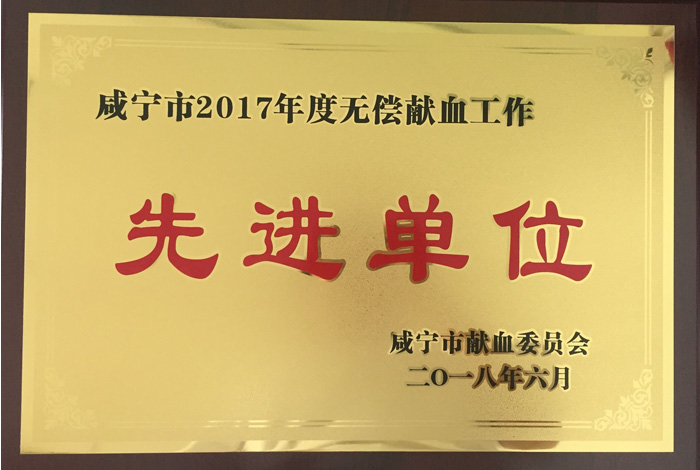 咸宁市2017年度无偿献血工作
先进单位
咸宁市献血委员会
二O一八年六月